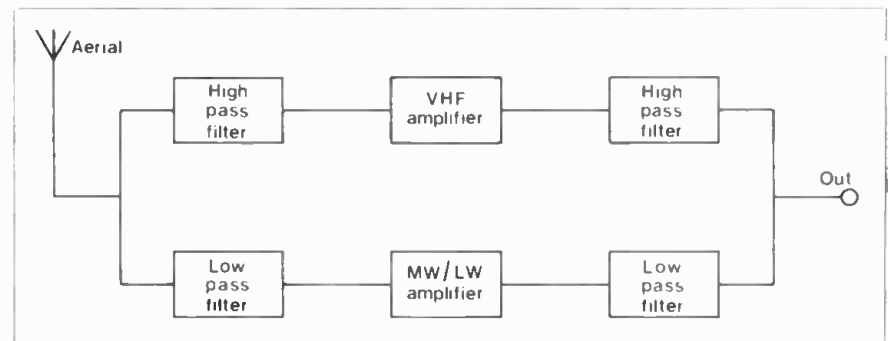 Aerial
High
pass
filter
VHF
amplifier
High
pass
filter
Out
Low
pass
filter
MW/LW
amplifier
Low
pass
filter